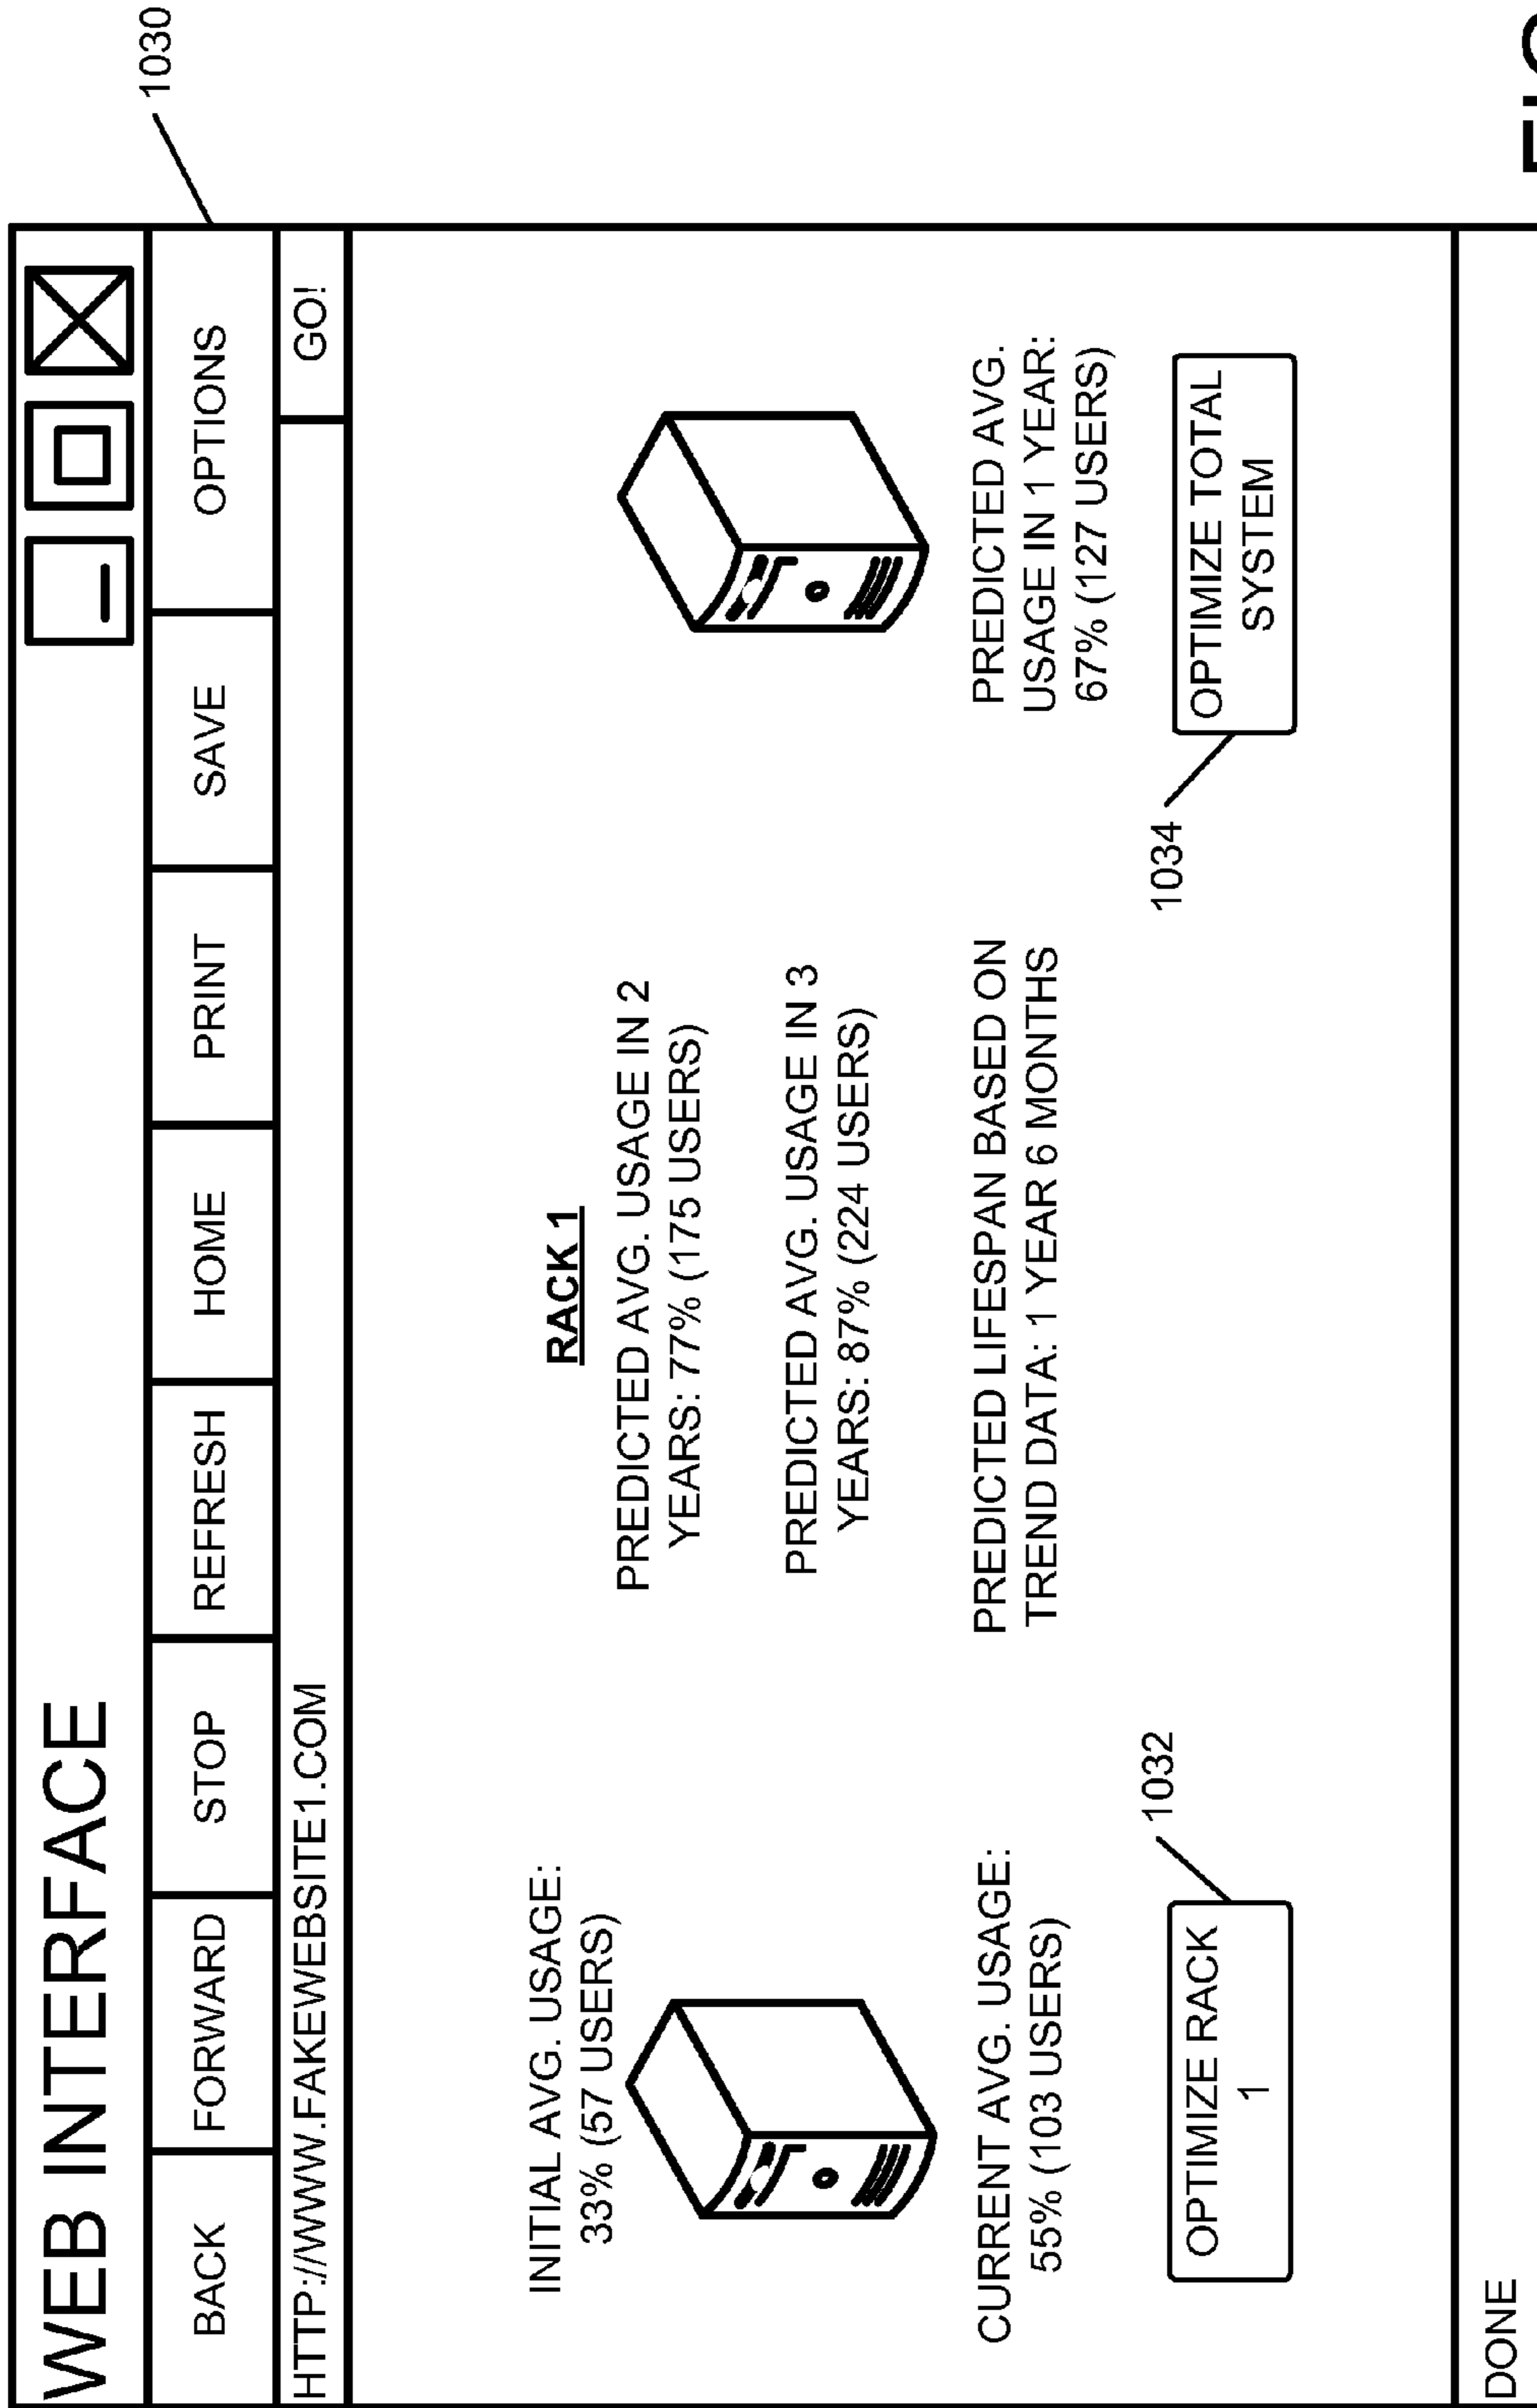 WEB INTERFACE
BACK
FORWARD
STOP
REFRESH
HOME
PRINT
SAVE
OPTIONS
1030
HTTP://WWW.FAKEWEBSITE1.COM
GO!
INITIAL AVG. USAGE:
33% (57 USERS)
CURRENT AVG. USAGE:
55% (103 USERS)
1032
OPTIMIZE RACK
1
RACK 1
PREDICTED AVG. USAGE IN 2
YEARS: 77% (175 USERS)
PREDICTED AVG. USAGE IN 3
YEARS: 87% (224 USERS)
PREDICTED LIFESPAN BASED ON
TREND DATA: 1 YEAR 6 MONTHS
PREDICTED AVG.
USAGE IN 1 YEAR:
67% (127 USERS)
1034
OPTIMIZE TOTAL
SYSTEM
DONE